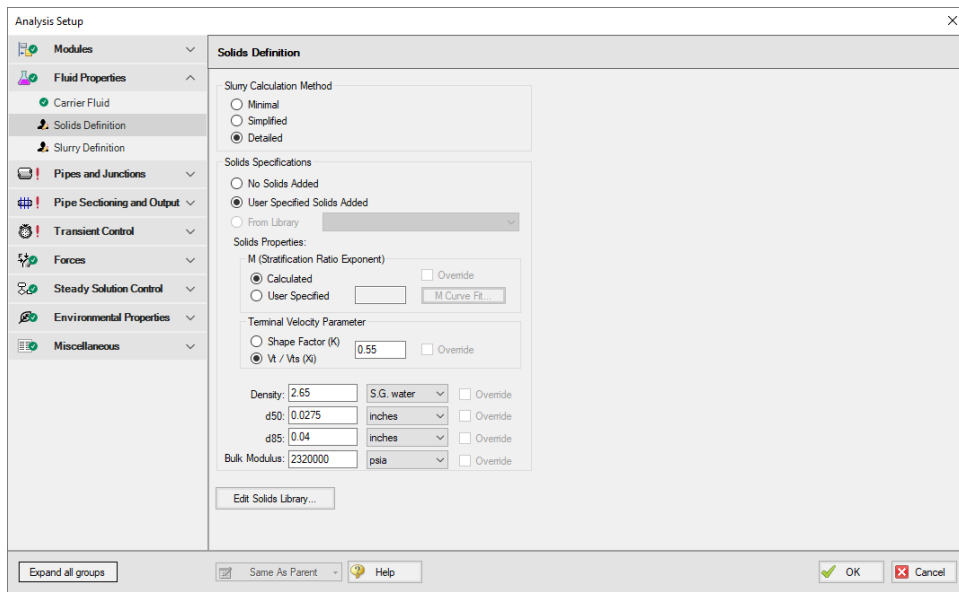 Analysis Setup
Modules
Fluid Properties
Carrier Fluid
Solids Definition
Slurry Definition
Pipes and Junctions
Pipe Sectioning and Output
Transient Control
Forces
Steady Solution Control
Environmental Properties
Miscellaneous
Solids Definition
Slurry Calculation Method
Minimal
Simplified
Detailed
Solids Specifications
No Solids Added
User Specified Solids Added
From Library
Solids Properties:
M (Stratification Ratio Exponent)
Calculated
Override
User Specified
M Curve Fit...
Terminal Velocity Parameter
Shape Factor (K)
Vt / Vts (Xi)
0.55
Override
Density: 2.65 S.G. water Override
d50: 0.0275 inches Override
d85: 0.04 inches Override
Bulk Modulus: 2320000 psia Override
Edit Solids Library...
Expand all groups
Same As Parent
Help
OK
Cancel